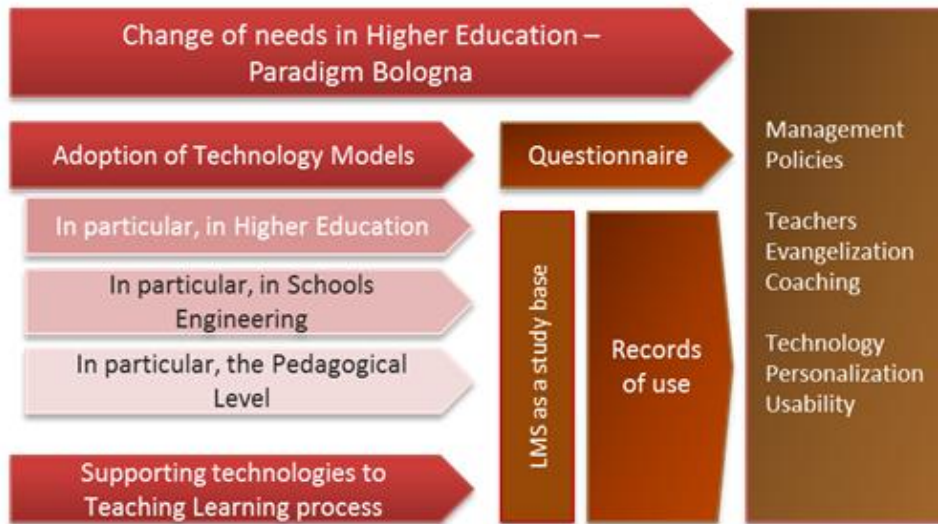 Change of needs in Higher Education –
Paradigm Bologna
Adoption of Technology Models
In particular, in Higher Education
In particular, in Schools
Engineering
In particular, the Pedagogical
Level
Supporting technologies to
Teaching Learning process
Questionnaire
LMS as a study base
Records
of use
Management
Policies
Teachers
Evangelization
Coaching
Technology
Personalization
Usability